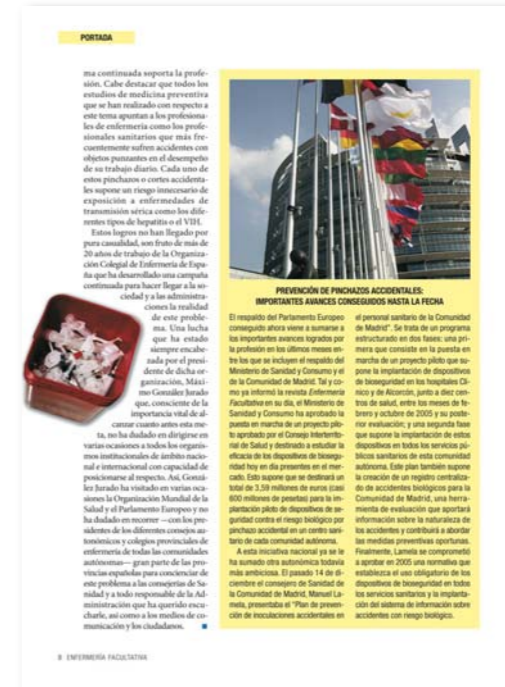 PORTADA
ma continuada soporta la profe-
sión. Cabe destacar que todos los
estudios de medicina preventiva
que se han realizado con respecto a
este tema apuntan a los profesiona-
les de enfermería como los profe-
sionales sanitarios que más fre-
cuentemente sufren accidentes con
objetos punzantes en el desempeño
de su trabajo diario. Cada uno de
estos pinchazos o cortes accidenta-
les supone un riesgo innecesario de
exposición a enfermedades de
transmisión sérica como los dife-
rentes tipos de hepatitis o el VIH.
Estos logros no han llegado por
pura casualidad, son fruto de más de
20 años de trabajo de la Organiza-
ción Colegial de Enfermería de Espa-
ña que ha desarrollado una campaña
continuada para hacer llegar a la so-
ciedad y a las administra-
ciones la realidad
de este proble-
ma. Una lucha
que ha estado
siempre encabe-
zada por el presi-
dente de dicha or-
ganización, Máxi-
mo González Jurado
que, consciente de la
importancia vital de al-
canzar cuanto antes esta me-
ta, no ha dudado en dirigirse en
varias ocasiones a todos los organis-
mos institucionales de ámbito nacio-
nal e internacional con capacidad de
posicionarse al respecto. Así, Gonzá-
lez Jurado ha visitado en varias oca-
siones la Organización Mundial de la
Salud y el Parlamento Europeo y no
ha dudado en recorrer —con los pre-
sidentes de los diferentes consejos au-
tonómicos y colegios provinciales de
enfermería de todas las comunidades
autónomas— gran parte de las pro-
vincias españolas para concienciar de
este problema a las consejerías de Sa-
nidad y a todo responsable de la Ad-
ministración que ha querido escu-
charle, así como a los medios de co-
municación y los ciudadanos.
PREVENCIÓN DE PINCHAZOS ACCIDENTALES:
IMPORTANTES AVANCES CONSEGUIDOS HASTA LA FECHA
El respaldo del Parlamento Europeo
conseguido ahora viene a sumarse a
los importantes avances logrados por
la profesión en los últimos meses en-
tre los que se incluyen el respaldo del
Ministerio de Sanidad y Consumo y el
de la Comunidad de Madrid. Tal y co-
mo ya informó la revista Enfermería
Facultativa en su día, el Ministerio de
Sanidad y Consumo ha aprobado la
puesta en marcha de un proyecto pilo-
to aprobado por el Consejo Interterrito-
rial de Salud y destinado a estudiar la
eficacia de los dispositivos de bioseguri-
dad hoy en día presentes en el mer-
cado. Esto supone que se destinará un
total de 3,59 millones de euros (casi
600 millones de pesetas) para la im-
plantación piloto de dispositivos de se-
guridad contra el riesgo biológico por
pinchazo accidental en un centro sani-
tario de cada comunidad autónoma.
A esta iniciativa nacional ya se le
ha sumado otra autonómica todavía
más ambiciosa. El pasado 14 de di-
ciembre el consejero de Sanidad de
la Comunidad de Madrid, Manuel La-
mela, presentaba el "Plan de preven-
ción de inoculaciones accidentales en
el personal sanitario de la Comunidad
de Madrid". Se trata de un programa
estructurado en dos fases: una pri-
mera que consiste en la puesta en
marcha de un proyecto piloto que su-
pone la implantación de dispositivos
de bioseguridad en los hospitales Clí-
nico y de Alcorcón, junto a diez cen-
tros de salud, entre los meses de fe-
brero y octubre de 2005 y su poste-
rior evaluación; y una segunda fase
que supone la implantación de estos
dispositivos en todos los servicios pú-
blicos sanitarios de esta comunidad
autónoma. Este plan también supone
la creación de un registro centraliza-
do de accidentes biológicos para la
Comunidad de Madrid, una herra-
mienta de evaluación que aportará
información sobre la naturaleza de
los accidentes y contribuirá a abordar
las medidas preventivas oportunas.
Finalmente, Lamela se comprometió
a aprobar en 2005 una normativa que
establezca el uso obligatorio de los
dispositivos de bioseguridad en todos
los servicios sanitarios y la implanta-
ción del sistema de información sobre
accidentes con riesgo biológico.
8 ENFERMERÍA FACULTATIVA